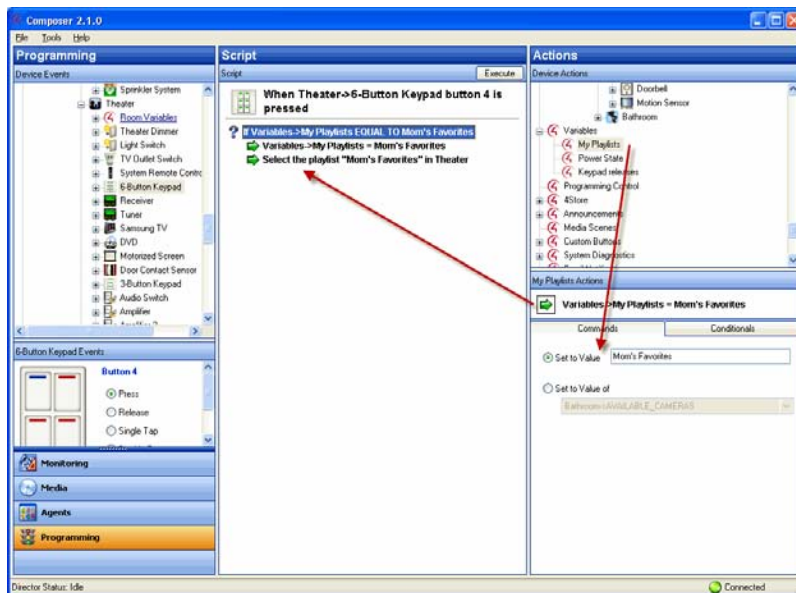 Composer 2.1.0
File Tools Help
Programming
Device Events
Sprinkler System
Theater
Room Variables
Theater Dimmer
Light Switch
TV Outlet Switch
System Remote Contro
6-Button Keypad
Receiver
Tuner
Samsung TV
DVD
Motorized Screen
Door Contact Sensor
3-Button Keypad
Audio Switch
Amplifier
6-Button Keypad Events
Button 4
Press
Release
Single Tap
Monitoring
Media
Agents
Programming
Script
Script Execute
When Theater->6-Button Keypad button 4 is
pressed
If Variables->My Playlists EQUAL TO Mom's Favorites
Variables->My Playlists = Mom's Favorites
Select the playlist "Mom's Favorites" in Theater
Actions
Device Actions
Doorbell
Motion Sensor
Bathroom
Variables
My Playlists
Power State
Keypad releases
Programming Control
4Store
Announcements
Media Scenes
Custom Buttons
System Diagnostics
My Playlists Actions
Variables->My Playlists = Mom's Favorites
Commands Conditionals
Set to Value Mom's Favorites
Set to Value of
Bathroom->AVAILABLE_CAMERAS
Director Status: Idle
Connected